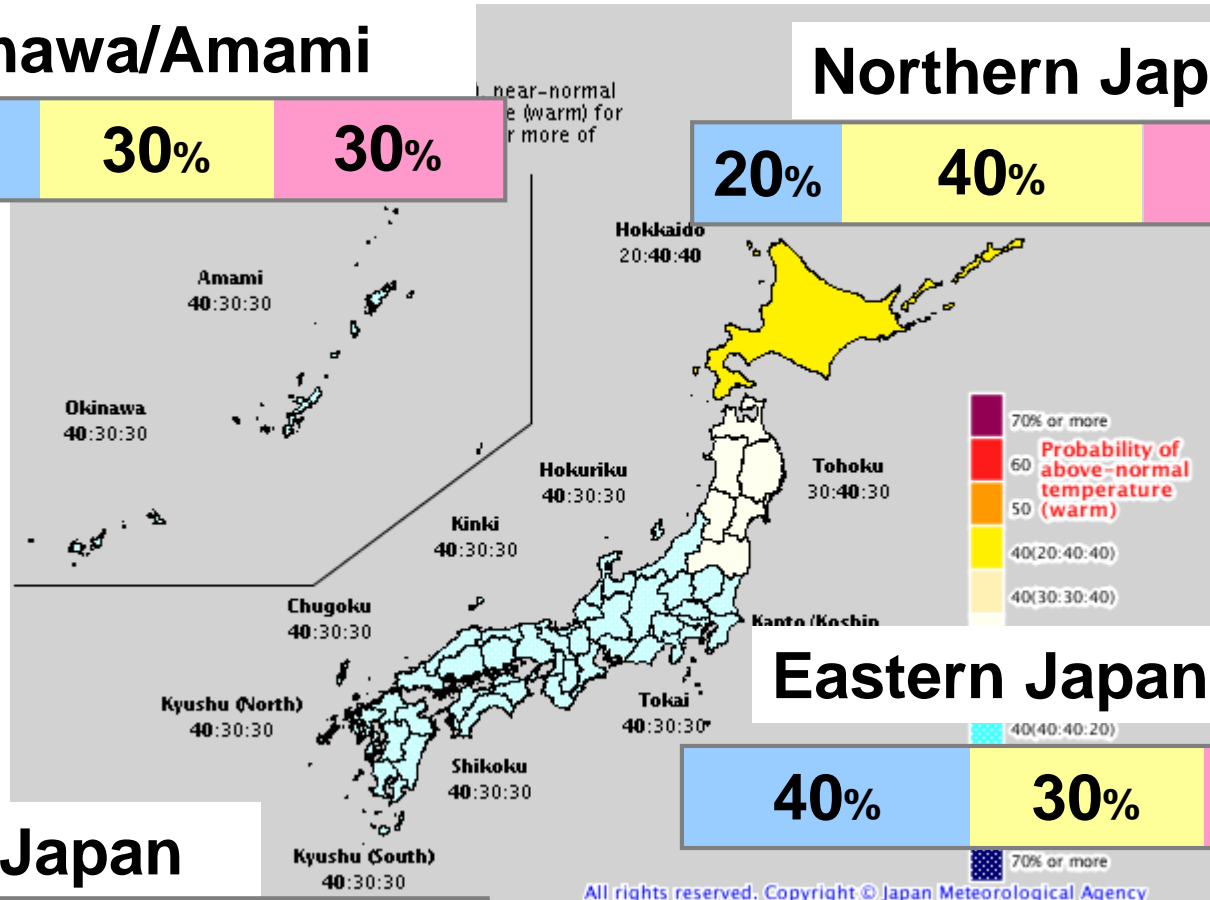 nawa/Amami
30% 30%
, near-normal
e (warm) for
r more of
Northern Jap
20% 40%
Hokkaido
20:40:40
Amami
40:30:30
Okinawa
40:30:30
Hokuriku
40:30:30
Tohoku
30:40:30
Kinki
40:30:30
Chugoku
40:30:30
Kanto (Koshin
Kyushu (North)
40:30:30
Tokai
40:30:30
Shikoku
40:30:30
Kyushu (South)
40:30:30
70% or more
60
50
Probability of
above-normal
temperature
(warm)
40(20:40:40)
40(30:30:40)
Eastern Japan
40(40:40:20)
40% 30%
70% or more
Japan
All rights reserved. Copyright © Japan Meteorological Agency